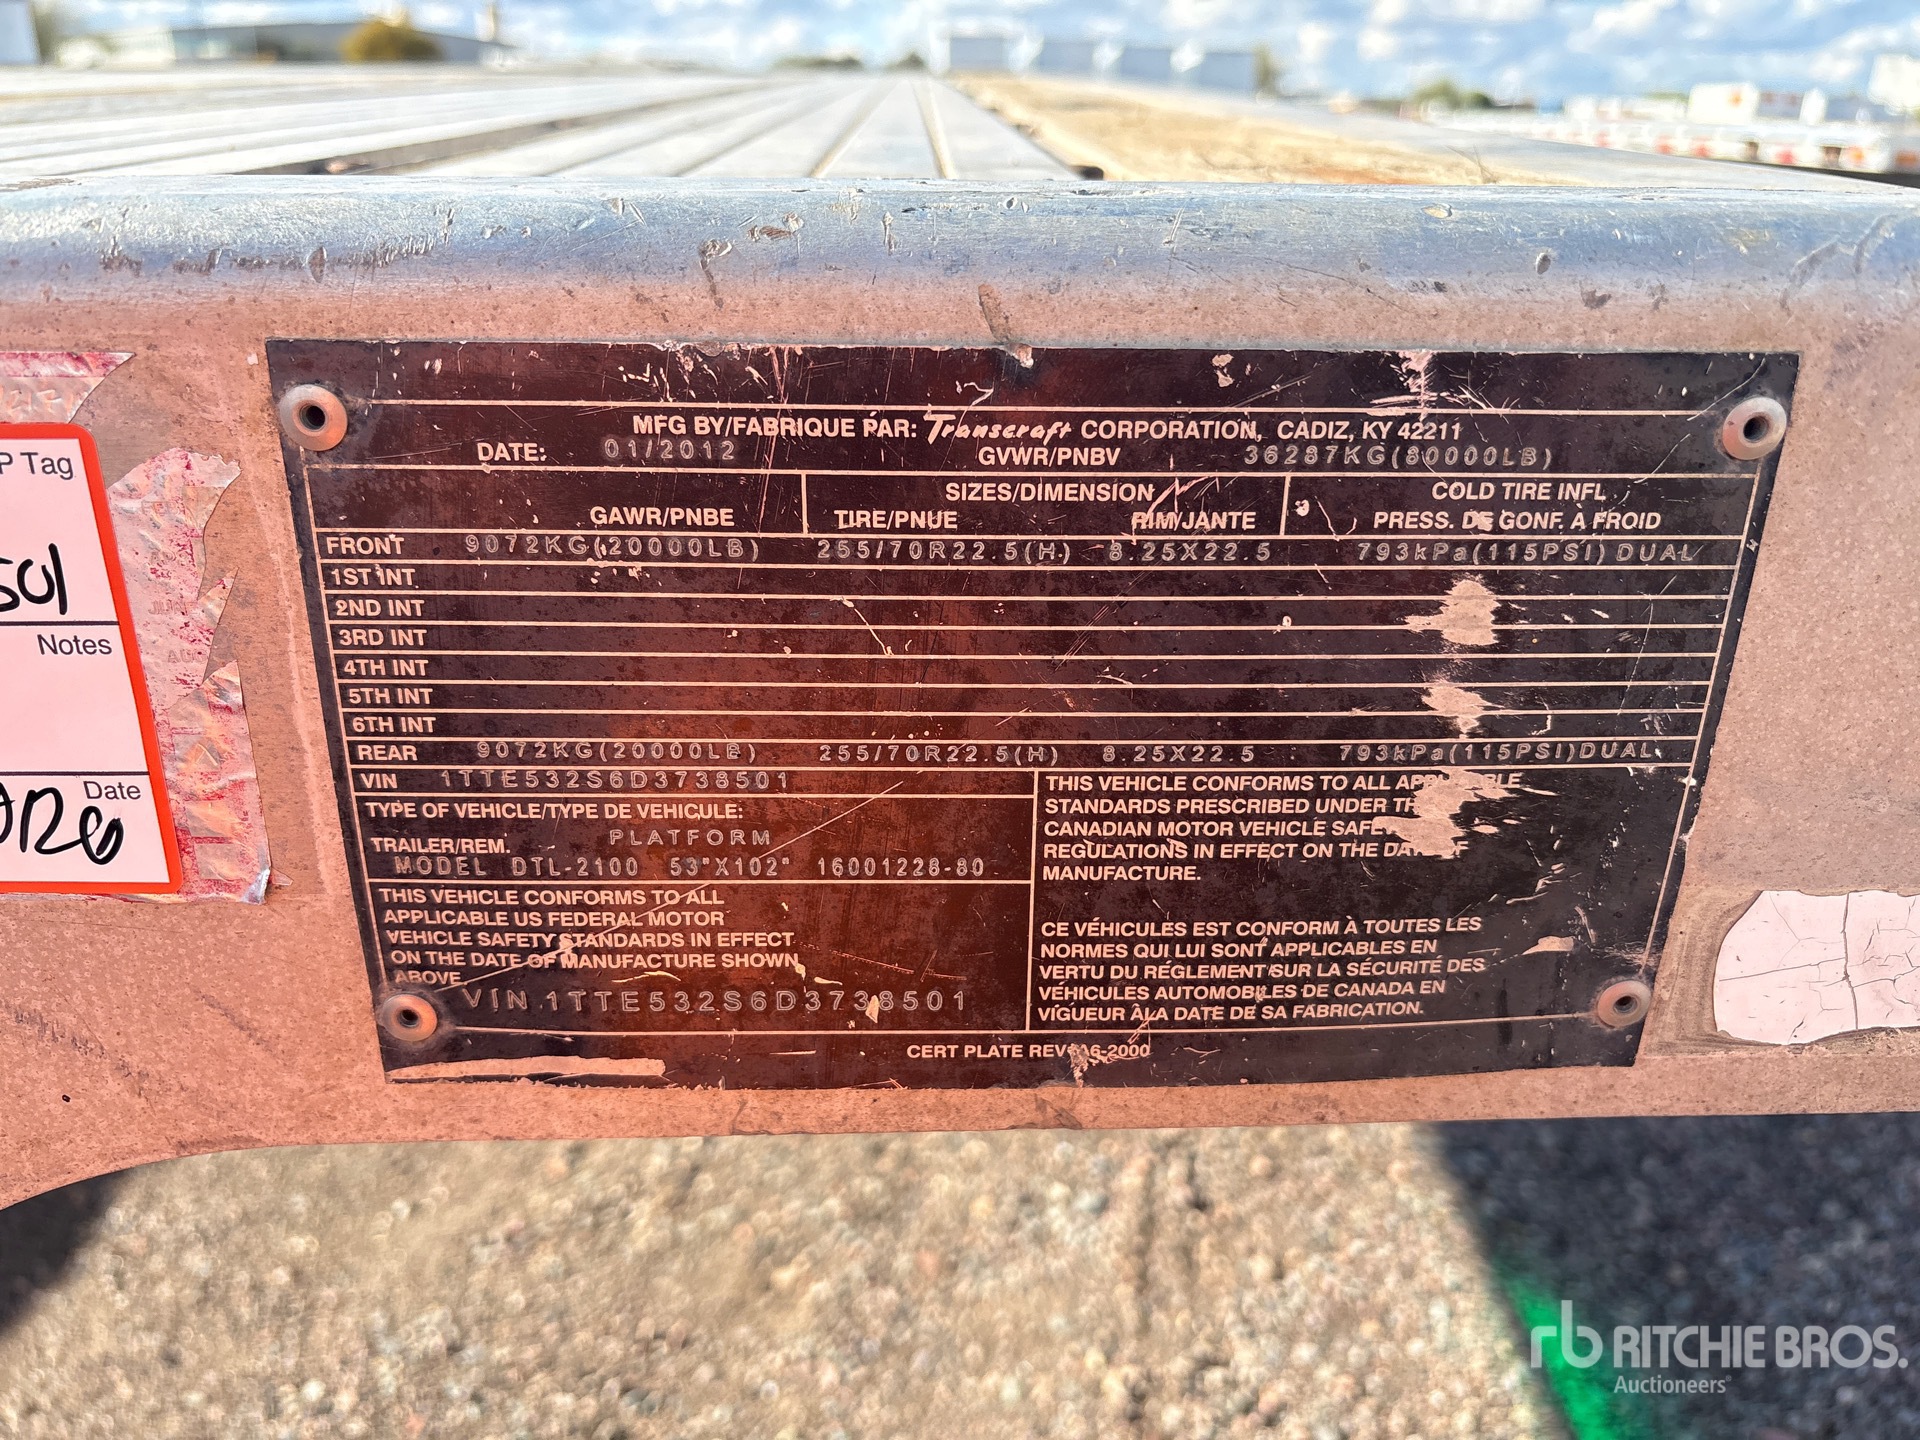 P Tag
501
Notes
Date
MFG BY/FABRIQUE PAR: Transcraft CORPORATION, CADIZ, KY 42211
DATE: 01/2012 GVWR/PNBV 36287KG(80000LB)
SIZES/DIMENSION COLD TIRE INFL
GAWR/PNBE TIRE/PNUE RIM/JANTE PRESS. DE GONF. À FROID
FRONT 9072KG(20000LB) 255/70R22.5(H) 8.25X22.5 793kPa(115PSI)DUAL
1ST INT
2ND INT
3RD INT
4TH INT
5TH INT
6TH INT
REAR 9072KG(20000LB) 255/70R22.5(H) 8.25X22.5 793kPa(115PSI)DUAL
VIN 1TTE532S6D3738501
TYPE OF VEHICLE/TYPE DE VEHICULE:
TRAILER/REM. PLATFORM
MODEL DTL-2100 53"X102" 16001228-80
THIS VEHICLE CONFORMS TO ALL
APPLICABLE US FEDERAL MOTOR
VEHICLE SAFETY STANDARDS IN EFFECT
ON THE DATE OF MANUFACTURE SHOWN
ABOVE
VIN 1TTE532S6D3738501
THIS VEHICLE CONFORMS TO ALL APPLICABLE
STANDARDS PRESCRIBED UNDER
CANADIAN MOTOR VEHICLE
REGULATIONS IN EFFECT ON THE DATE OF
MANUFACTURE.
CE VÉHICULES EST CONFORM À TOUTES LES
NORMES QUI LUI SONT APPLICABLES EN
VERTU DU RÉGLEMENT SUR LA SÉCURITÉ DES
VÉHICULES AUTOMOBILES DE CANADA EN
VIGUEUR ÀLA DATE DE SA FABRICATION.
CERT PLATE REV 2000
rb RITCHIE BROS.
Auctioneers